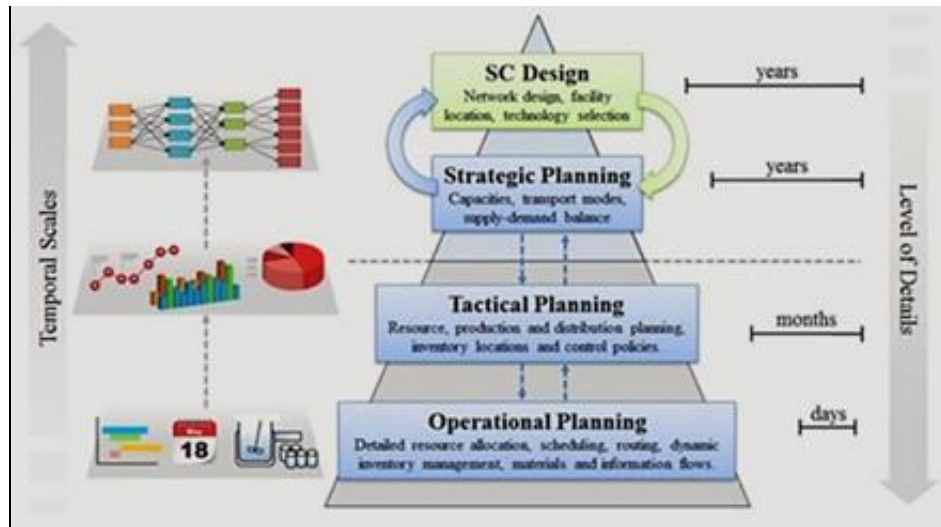 SC Design
Network design, facility
location, technology selection
years
Strategic Planning
Capacities, transport modes,
supply-demand balance
years
Temporal Scales
Level of Details
Tactical Planning
Resource, production and distribution planning,
inventory locations and control policies.
months
Operational Planning
Detailed resource allocation, scheduling, routing, dynamic
inventory management, materials and information flows.
days
18